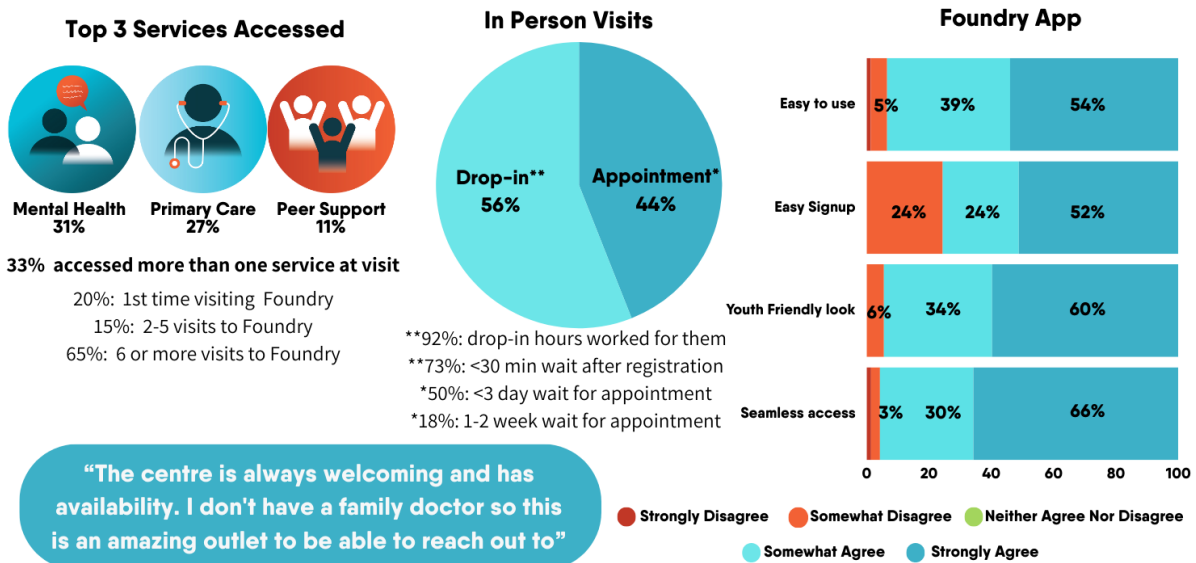 Top 3 Services Accessed
Mental Health
31%
Primary Care
27%
Peer Support
11%
33% accessed more than one service at visit
20%: 1st time visiting Foundry
15%: 2-5 visits to Foundry
65%: 6 or more visits to Foundry
In Person Visits
Drop-in**
56%
Appointment*
44%
**92%: drop-in hours worked for them
**73%: <30 min wait after registration
*50%: <3 day wait for appointment
*18%: 1-2 week wait for appointment
Foundry App
Easy to use 5% 39% 54%
Easy Signup 24% 24% 52%
Youth Friendly look 6% 34% 60%
Seamless access 3% 30% 66%
0 20 40 60 80 100
Strongly Disagree Somewhat Disagree Neither Agree Nor Disagree
Somewhat Agree Strongly Agree
“The centre is always welcoming and has
availability. I don't have a family doctor so this
is an amazing outlet to be able to reach out to”